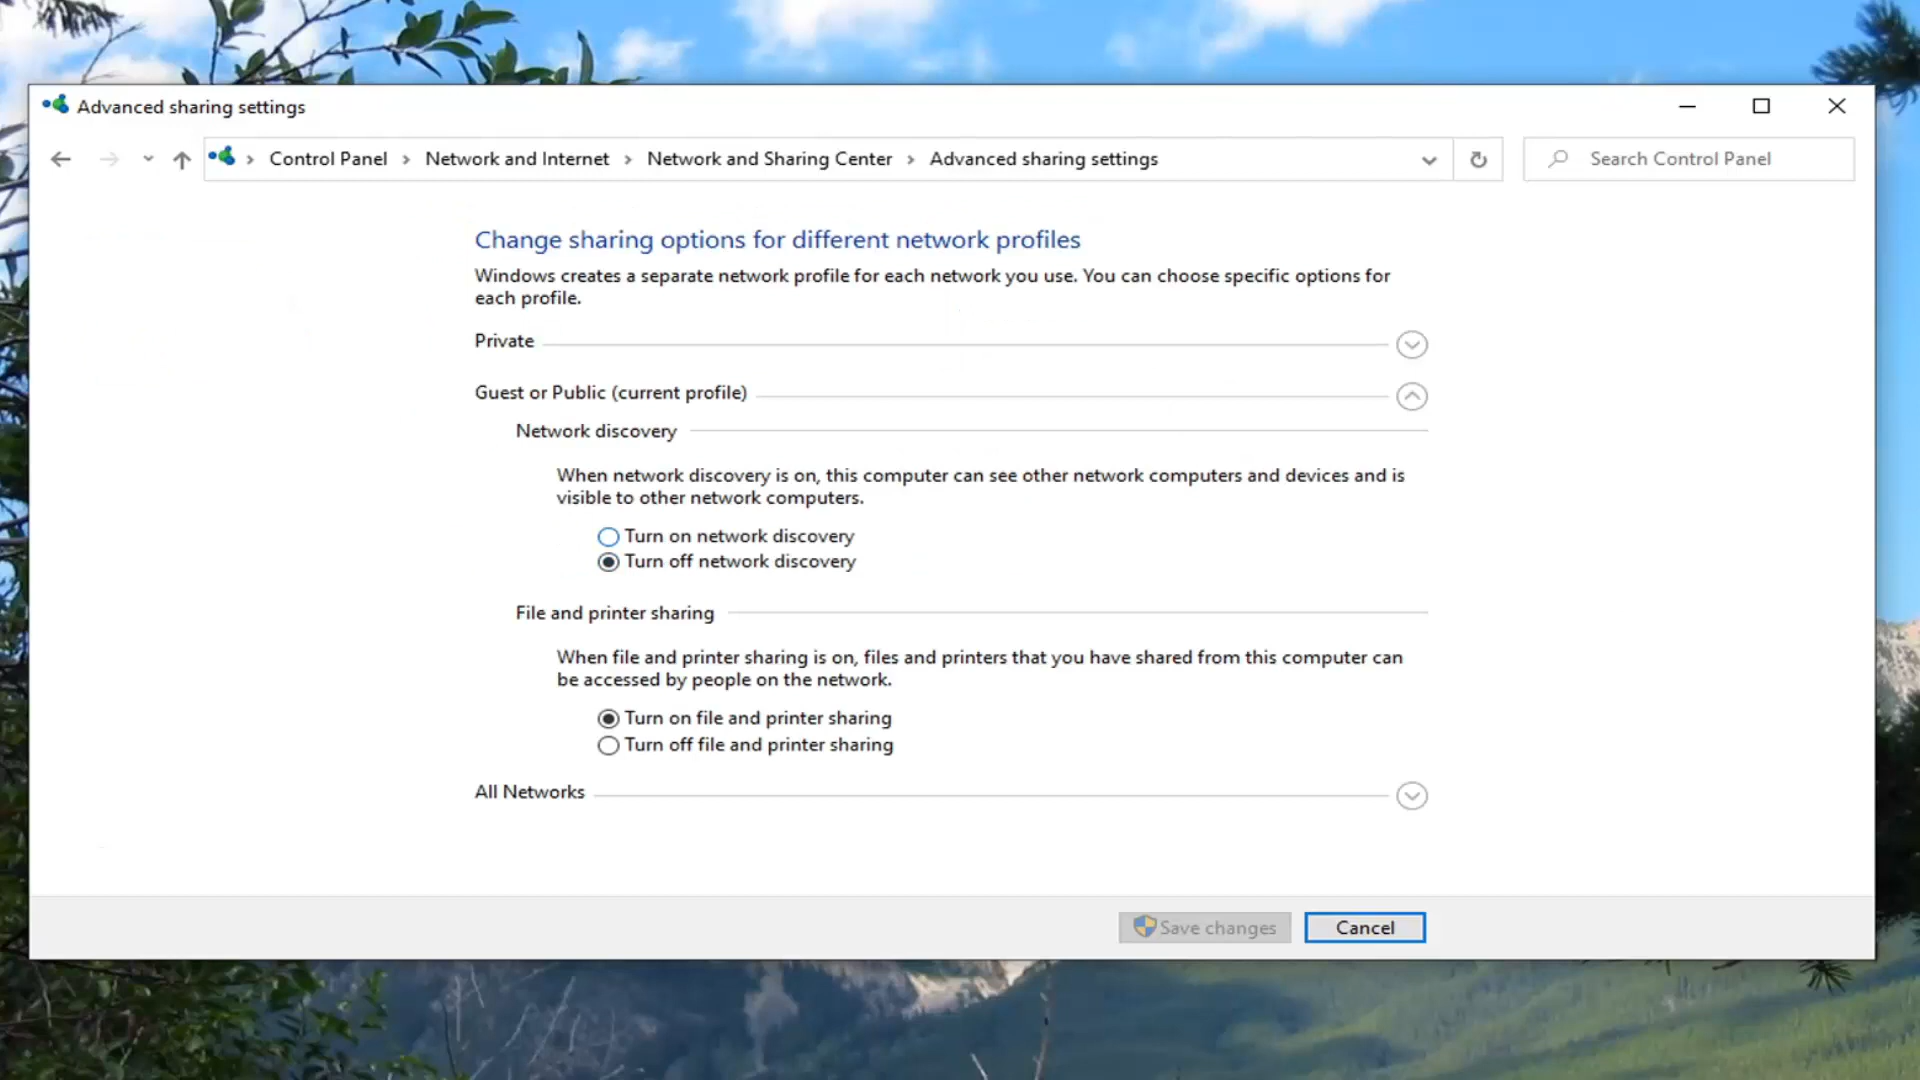 Advanced sharing settings
Control Panel > Network and Internet > Network and Sharing Center > Advanced sharing settings
Search Control Panel
Change sharing options for different network profiles
Windows creates a separate network profile for each network you use. You can choose specific options for
each profile.
Private
Guest or Public (current profile)
Network discovery
When network discovery is on, this computer can see other network computers and devices and is
visible to other network computers.
Turn on network discovery
Turn off network discovery
File and printer sharing
When file and printer sharing is on, files and printers that you have shared from this computer can
be accessed by people on the network.
Turn on file and printer sharing
Turn off file and printer sharing
All Networks
Save changes
Cancel